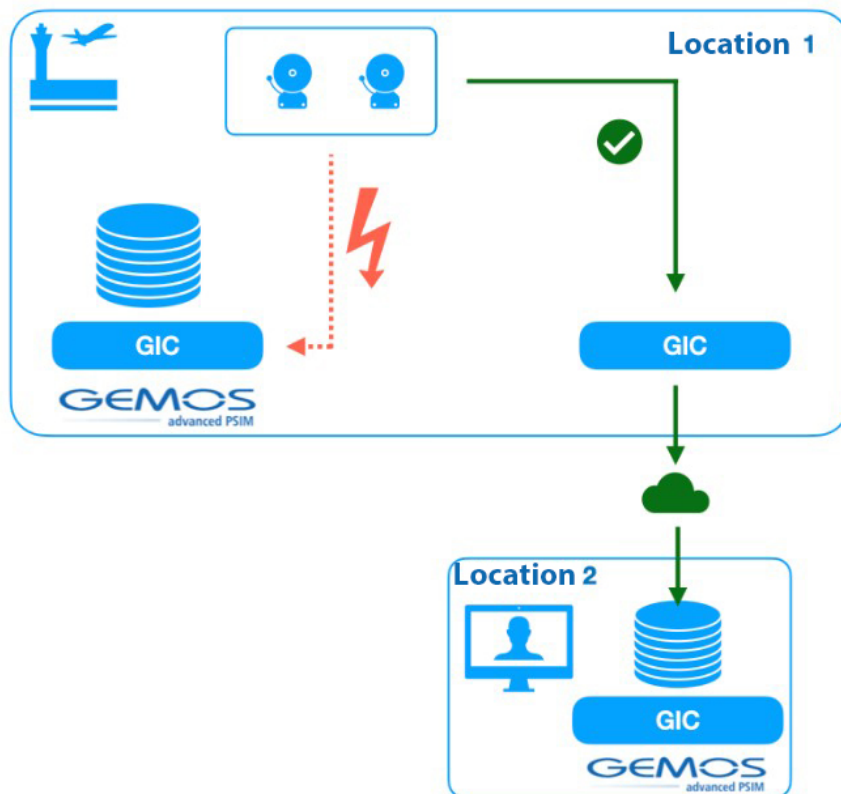 Location 1
GIC
GEMOS
advanced PSIM
GIC
Location 2
GIC
GEMOS
advanced PSIM